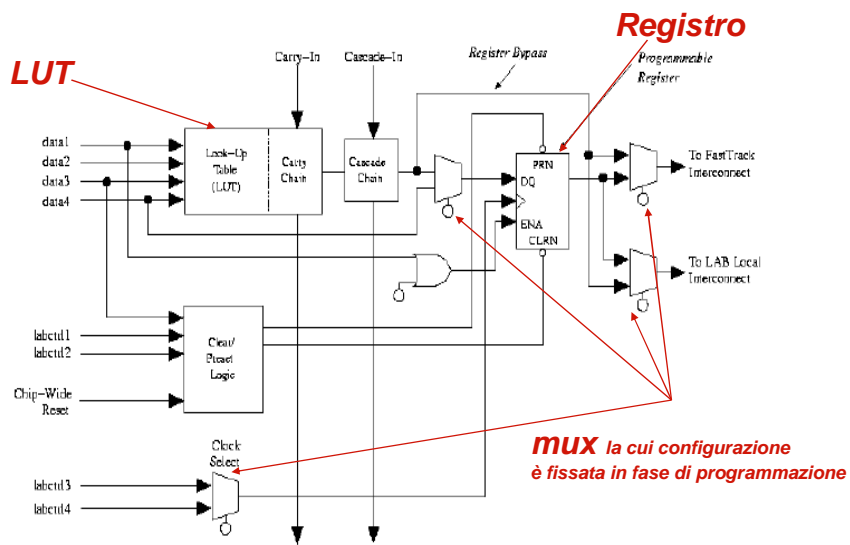 Registro
LUT
Carry-In
Cascade-In
Register Bypass
Programmable
Register
data1
data2
data3
data4
Look-Up
Table
(LUT)
Carry
Chain
Cascade
Chain
PRN
DQ
ENA
CLRN
To FastTrack
Interconnect
To LAB Local
Interconnect
labctrl1
labctrl2
Clear/
Preset
Logic
Chip-Wide
Reset
Clock
Select
labctrl3
labctrl4
mux la cui configurazione
è fissata in fase di programmazione